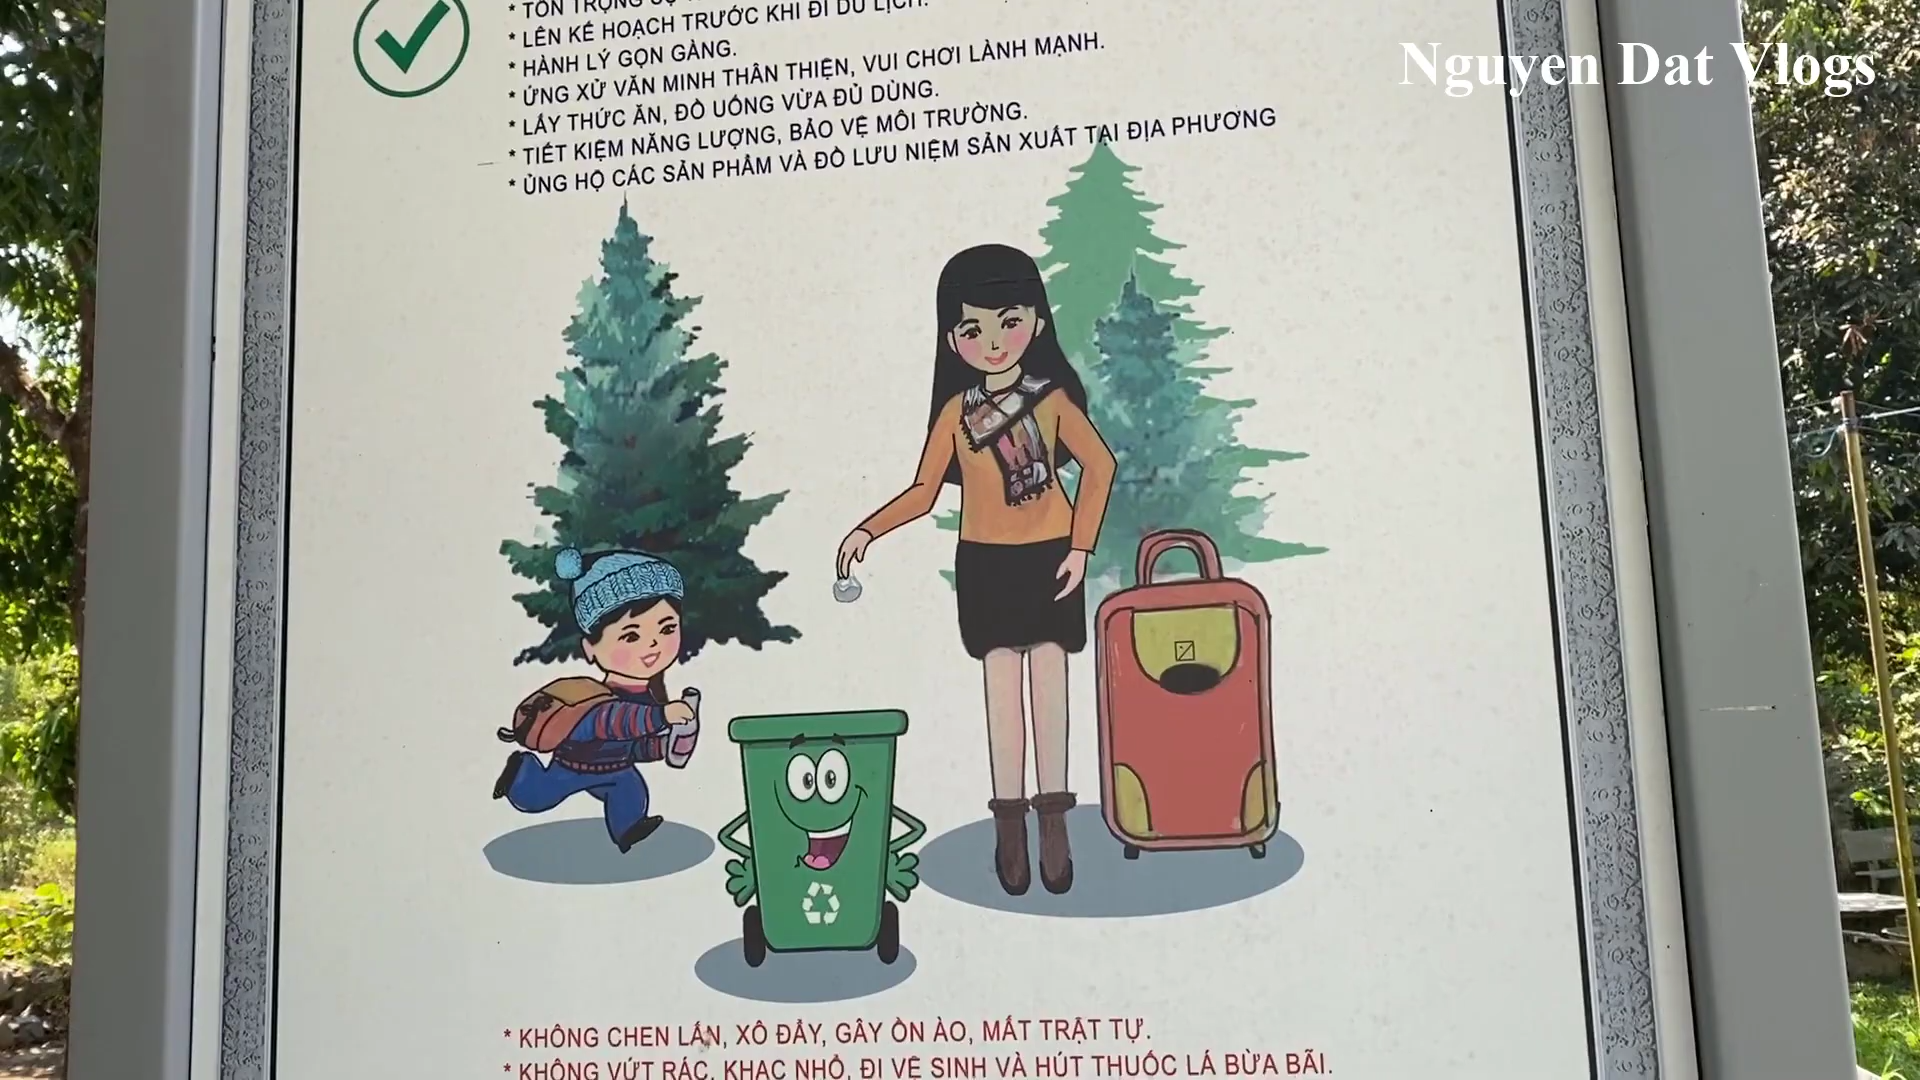 * TÔN TRỌNG
* LÊN KẾ HOẠCH TRƯỚC KHI ĐI DU LỊCH.
* HÀNH LÝ GỌN GÀNG.
* ỨNG XỬ VĂN MINH THÂN THIỆN, VUI CHƠI LÀNH MẠNH.
* LẤY THỨC ĂN, ĐỒ UỐNG VỪA ĐỦ DÙNG.
* TIẾT KIỆM NĂNG LƯỢNG, BẢO VỆ MÔI TRƯỜNG.
* ỦNG HỘ CÁC SẢN PHẨM VÀ ĐỒ LƯU NIỆM SẢN XUẤT TẠI ĐỊA PHƯƠNG
Nguyen Dat Vlogs
* KHÔNG CHEN LẤN, XÔ ĐẨY, GÂY ỒN ÀO, MẤT TRẬT TỰ.
* KHÔNG VỨT RÁC, KHẠC NHỔ, ĐI VỆ SINH VÀ HÚT THUỐC LÁ BỪA BÃI.